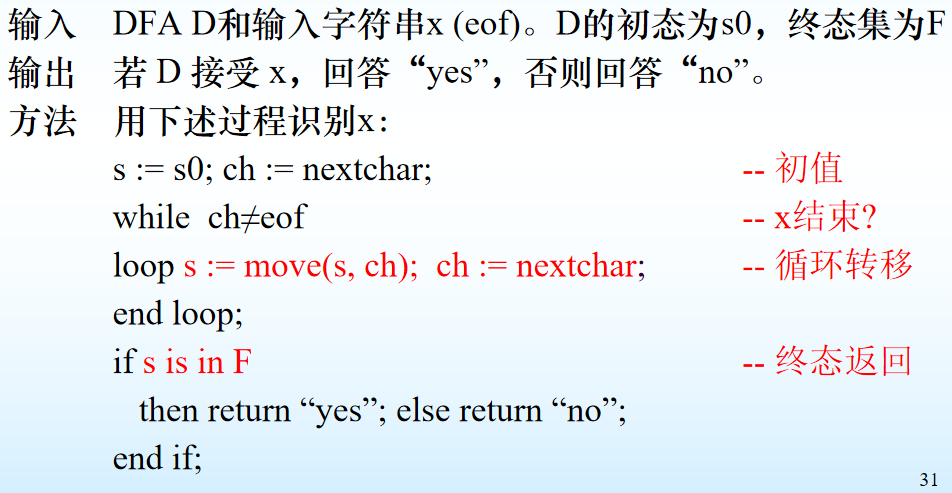 输入 DFA D和输入字符串x (eof)。D的初态为s0，终态集为F
输出 若 D 接受 x，回答“yes”，否则回答“no”。
方法 用下述过程识别x：
s := s0; ch := nextchar; -- 初值
while ch≠eof -- x结束?
loop s := move(s, ch); ch := nextchar; -- 循环转移
end loop;
if s is in F -- 终态返回
then return “yes”; else return “no”;
end if;
31